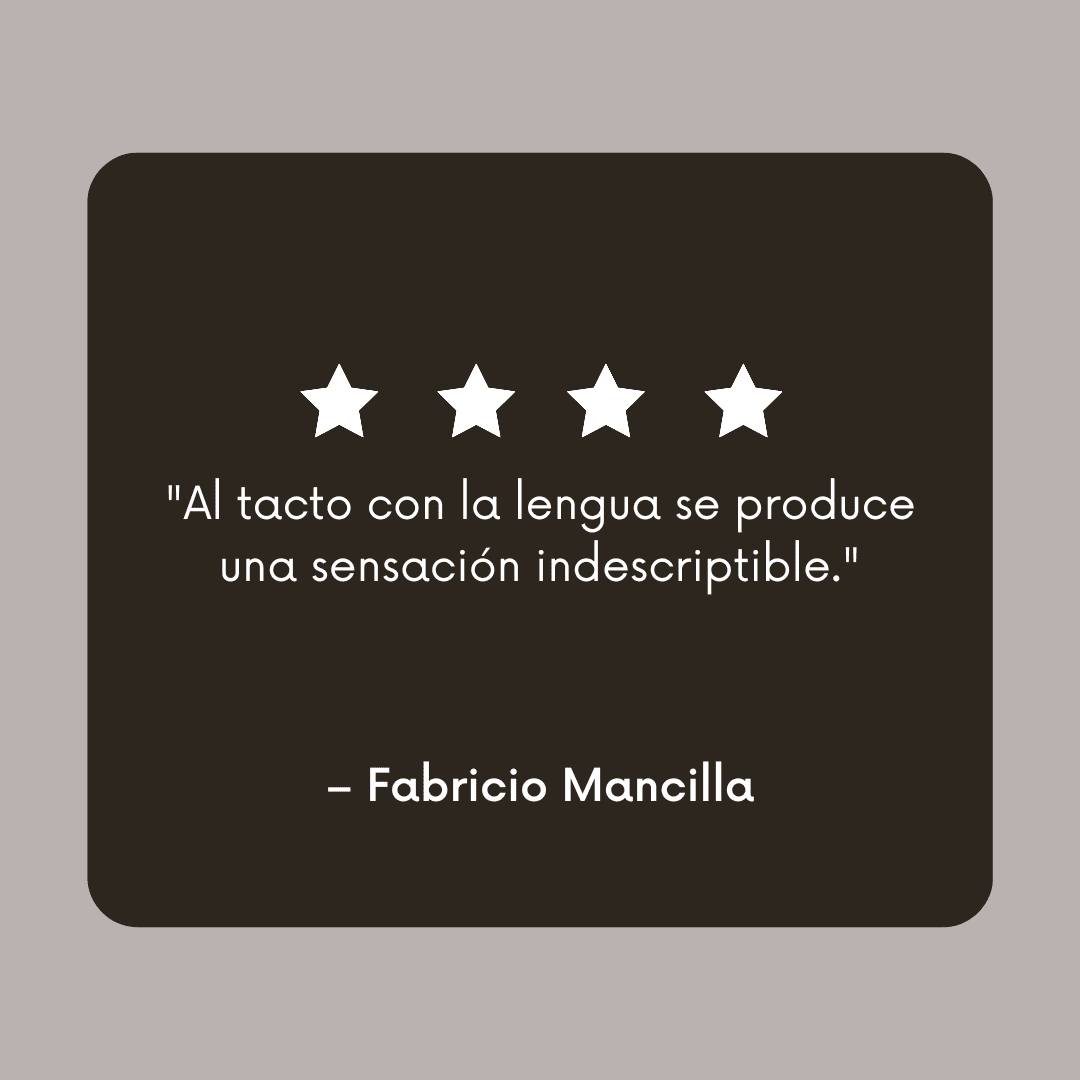 "Al tacto con la lengua se produce
una sensación indescriptible."
– Fabricio Mancilla